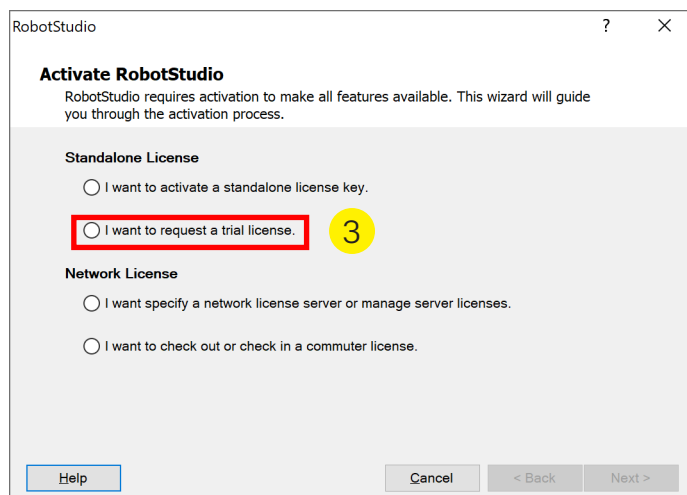 RobotStudio ?
Activate RobotStudio
RobotStudio requires activation to make all features available. This wizard will guide
you through the activation process.
Standalone License
I want to activate a standalone license key.
I want to request a trial license. 3
Network License
I want specify a network license server or manage server licenses.
I want to check out or check in a commuter license.
Help Cancel < Back Next >